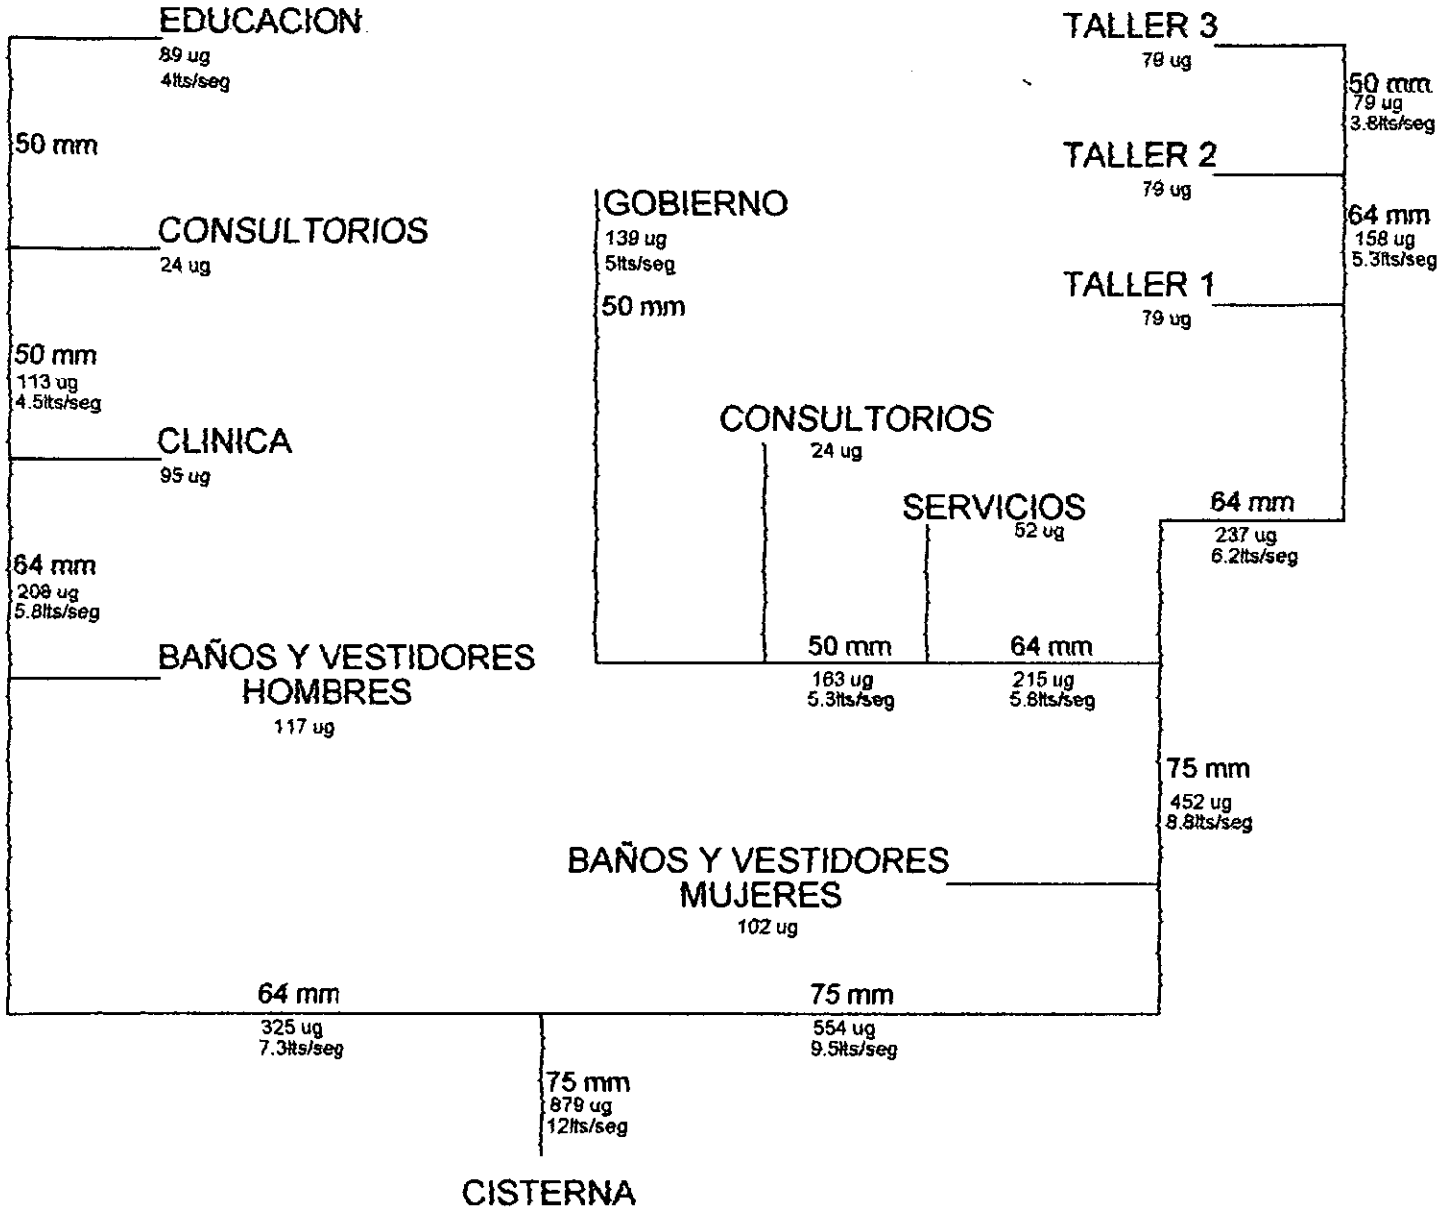 EDUCACION
89 ug
4lts/seg
50 mm
CONSULTORIOS
24 ug
50 mm
113 ug
4.5lts/seg
CLINICA
95 ug
64 mm
208 ug
5.8lts/seg
BAÑOS Y VESTIDORES
HOMBRES
117 ug
GOBIERNO
139 ug
5lts/seg
50 mm
CONSULTORIOS
24 ug
SERVICIOS
52 ug
50 mm
163 ug
5.3lts/seg
64 mm
215 ug
5.8lts/seg
TALLER 3
79 ug
50 mm
79 ug
3.8lts/seg
TALLER 2
79 ug
64 mm
158 ug
5.3lts/seg
TALLER 1
79 ug
64 mm
237 ug
6.2lts/seg
75 mm
452 ug
8.8lts/seg
BAÑOS Y VESTIDORES
MUJERES
102 ug
64 mm
325 ug
7.3lts/seg
75 mm
554 ug
9.5lts/seg
75 mm
879 ug
12lts/seg
CISTERNA